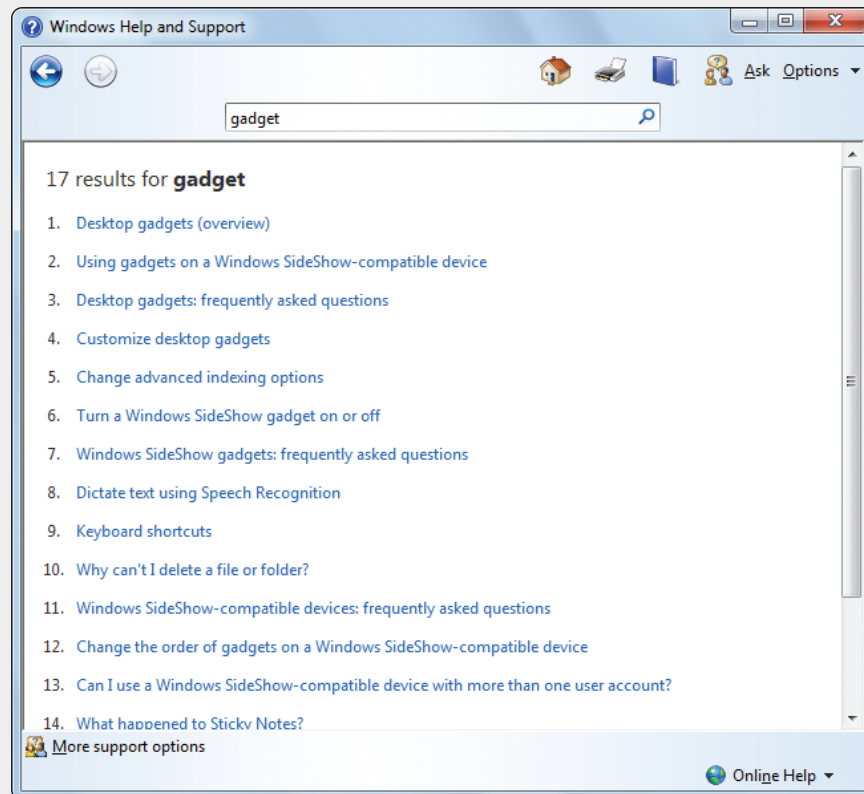 Windows Help and Support
Ask Options
gadget
17 results for gadget
1. Desktop gadgets (overview)
2. Using gadgets on a Windows SideShow-compatible device
3. Desktop gadgets: frequently asked questions
4. Customize desktop gadgets
5. Change advanced indexing options
6. Turn a Windows SideShow gadget on or off
7. Windows SideShow gadgets: frequently asked questions
8. Dictate text using Speech Recognition
9. Keyboard shortcuts
10. Why can't I delete a file or folder?
11. Windows SideShow-compatible devices: frequently asked questions
12. Change the order of gadgets on a Windows SideShow-compatible device
13. Can I use a Windows SideShow-compatible device with more than one user account?
14. What happened to Sticky Notes?
More support options
Online Help